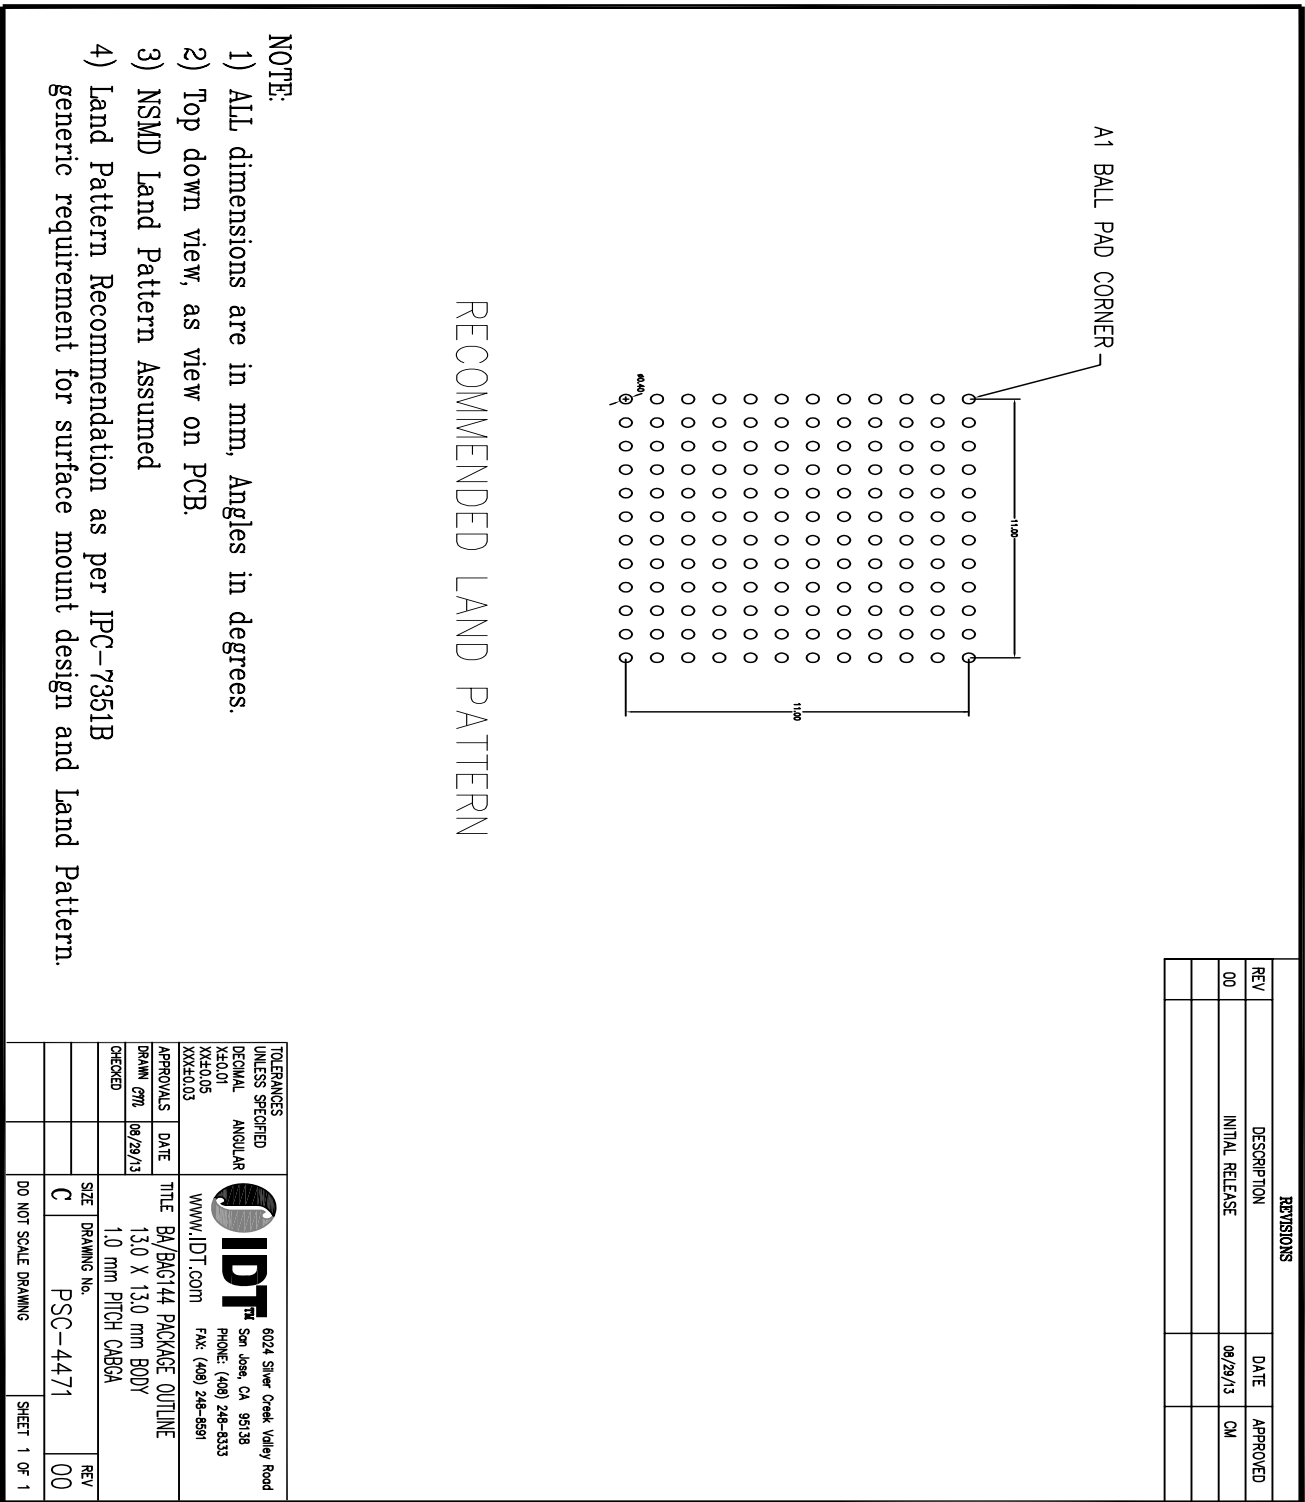 REVISIONS
REV DESCRIPTION DATE APPROVED
00 INITIAL RELEASE 08/29/13 CM
A1 BALL PAD CORNER
11.00
11.00
ø0.40
RECOMMENDED LAND PATTERN
NOTE:
1) ALL dimensions are in mm, Angles in degrees.
2) Top down view, as view on PCB.
3) NSMD Land Pattern Assumed
4) Land Pattern Recommendation as per IPC-7351B
generic requirement for surface mount design and Land Pattern.
TOLERANCES
UNLESS SPECIFIED
DECIMAL ANGULAR
X±0.01
XX±0.05
XXX±0.03
IDT™
www.IDT.com
6024 Silver Creek Valley Road
San Jose, CA 95138
PHONE: (408) 248-8333
FAX: (408) 248-8591
APPROVALS DATE
DRAWN CM 08/29/13
CHECKED
TITLE BA/BAG144 PACKAGE OUTLINE
13.0 X 13.0 mm BODY
1.0 mm PITCH CABGA
SIZE DRAWING No. REV
C PSC-4471 00
DO NOT SCALE DRAWING SHEET 1 OF 1